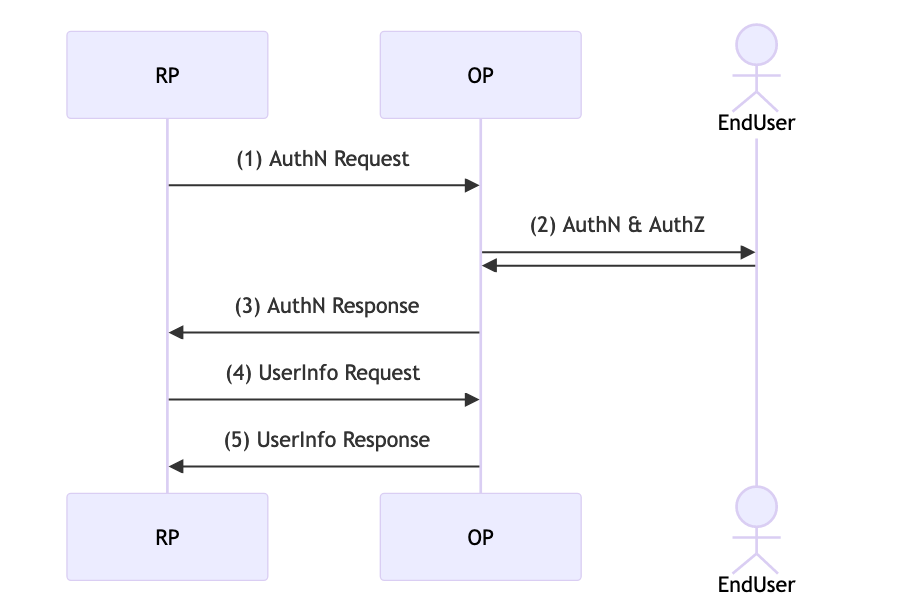 RP
OP
EndUser
(1) AuthN Request
(2) AuthN & AuthZ
(3) AuthN Response
(4) UserInfo Request
(5) UserInfo Response
RP
OP
EndUser